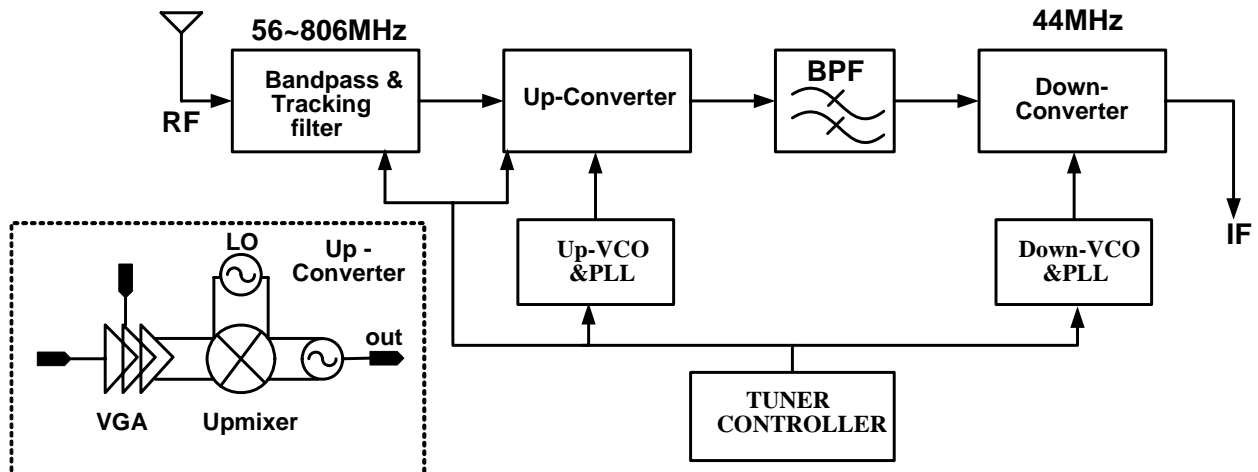 56~806MHz
44MHz
Bandpass &
Tracking
filter
Up-Converter
BPF
Down-
Converter
RF
IF
Up-VCO
&PLL
Down-VCO
&PLL
TUNER
CONTROLLER
LO
Up -
Converter
out
VGA
Upmixer